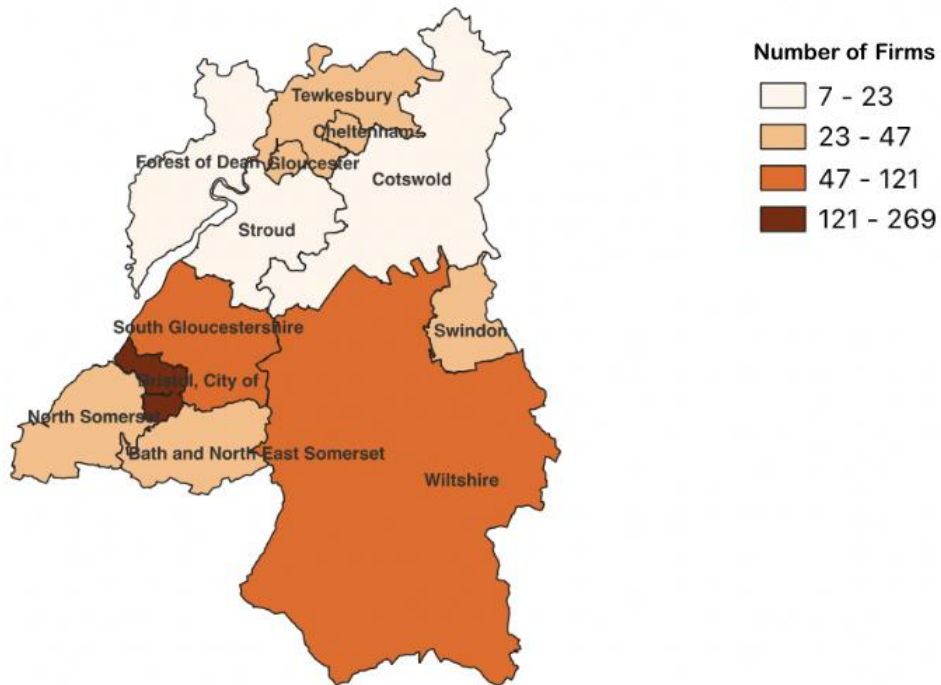 Number of Firms
7 - 23
23 - 47
47 - 121
121 - 269
Tewkesbury
Cheltenham
Forest of Dean
Gloucester
Cotswold
Stroud
South Gloucestershire
Swindon
Bristol, City of
North Somerset
Bath and North East Somerset
Wiltshire